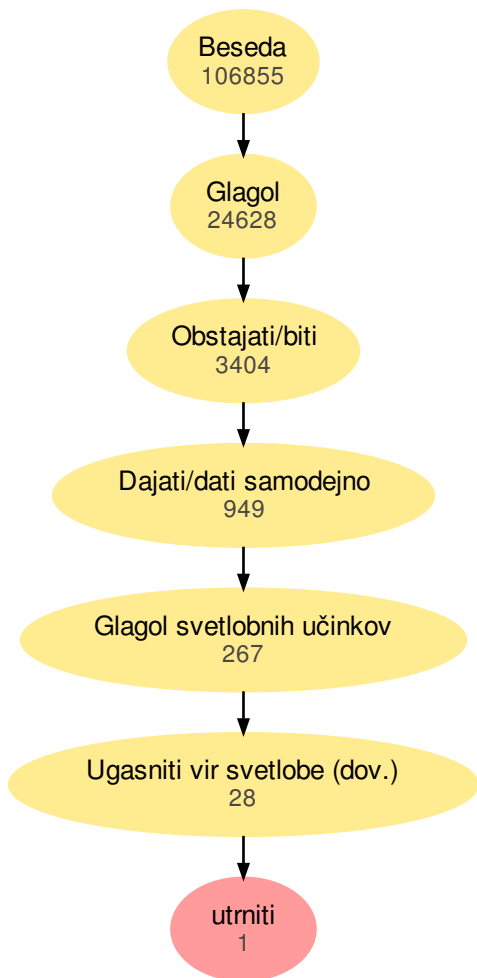 Beseda
106855
Glagol
24628
Obstajati/biti
3404
Dajati/dati samodejno
949
Glagol svetlobnih učinkov
267
Ugasniti vir svetlobe (dov.)
28
utrniti
1